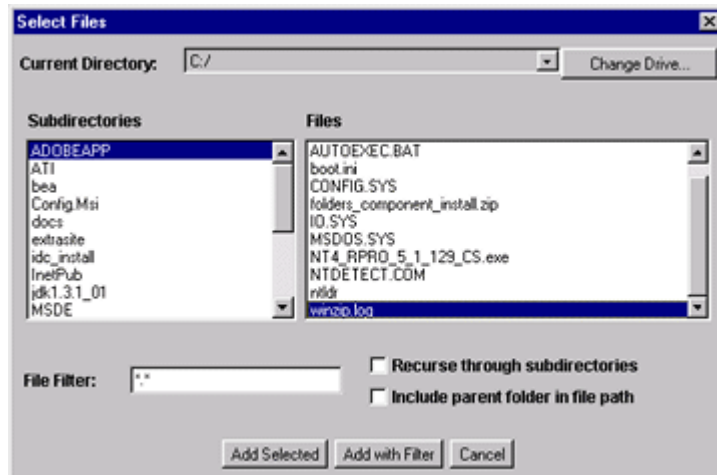 Select Files
Current Directory: C:/ Change Drive...
Subdirectories
ADOBEAPP
ATI
bea
Config.Msi
docs
extrasite
idc_install
InetPub
jdk1.3.1_01
MSDE
Files
AUTOEXEC.BAT
boot.ini
CONFIG.SYS
folders_component_install.zip
IO.SYS
MSDOS.SYS
NT4_RPRO_5_1_129_CS.exe
NTDETECT.COM
ntldr
winzip.log
File Filter: *.*
Recurse through subdirectories
Include parent folder in file path
Add Selected Add with Filter Cancel